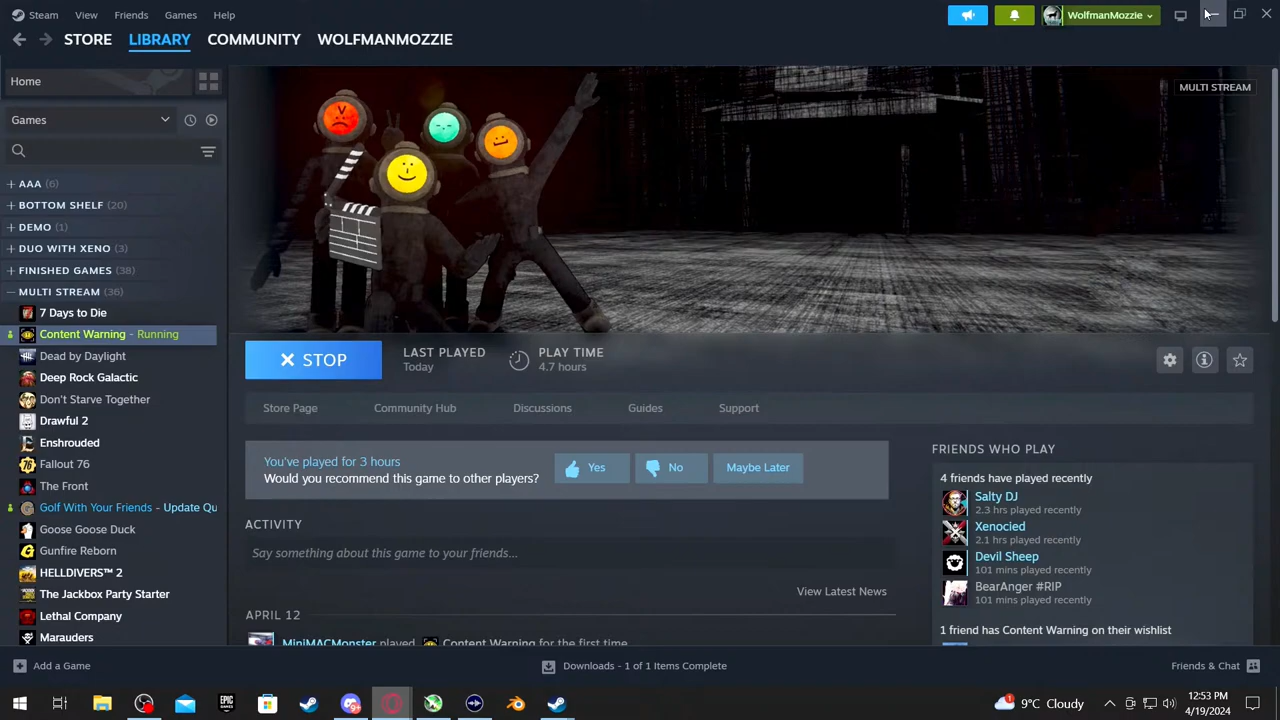 Steam View Friends Games Help WolfmanMozzie
STORE LIBRARY COMMUNITY WOLFMANMOZZIE
Home
MULTI STREAM
Games
AAA (6)
BOTTOM SHELF (20)
DEMO (1)
DUO WITH XENO (3)
FINISHED GAMES (38)
MULTI STREAM (36)
7 Days to Die
Content Warning - Running
Dead by Daylight
Deep Rock Galactic
Don't Starve Together
Drawful 2
Enshrouded
Fallout 76
The Front
Golf With Your Friends - Update Qu
Goose Goose Duck
Gunfire Reborn
HELLDIVERS™ 2
The Jackbox Party Starter
Lethal Company
Marauders
STOP
LAST PLAYED
Today
PLAY TIME
4.7 hours
Store Page Community Hub Discussions Guides Support
You've played for 3 hours
Would you recommend this game to other players?
Yes No Maybe Later
ACTIVITY
Say something about this game to your friends...
View Latest News
APRIL 12
MiniMACMonster played Content Warning for the first time
FRIENDS WHO PLAY
4 friends have played recently
Salty DJ
2.3 hrs played recently
Xenocied
2.1 hrs played recently
Devil Sheep
101 mins played recently
BearAnger #RIP
101 mins played recently
1 friend has Content Warning on their wishlist
Add a Game Downloads - 1 of 1 Items Complete Friends & Chat
EPIC GAMES
9+
1
9°C Cloudy
12:53 PM
4/19/2024